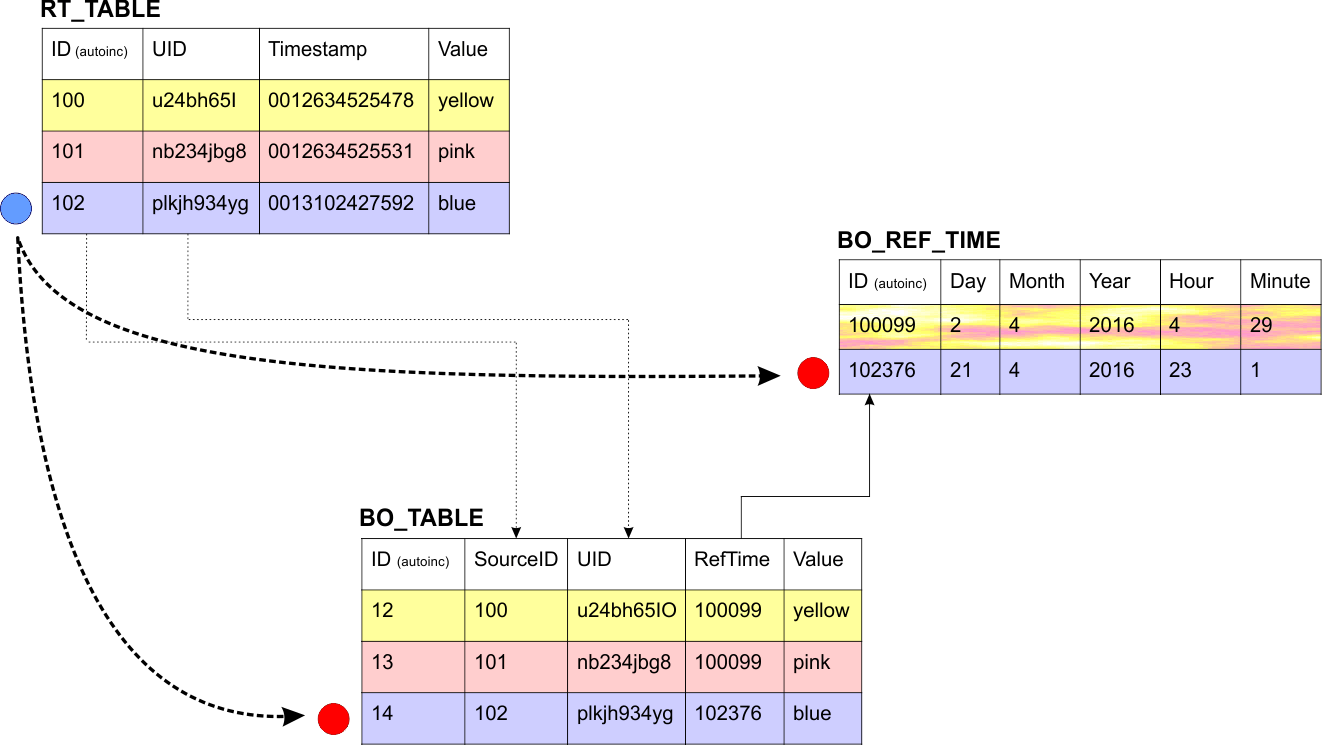 RT_TABLE
ID (autoinc) UID Timestamp Value
100 u24bh65I 0012634525478 yellow
101 nb234jbg8 0012634525531 pink
102 plkjh934yg 0013102427592 blue
BO_REF_TIME
ID (autoinc) Day Month Year Hour Minute
100099 2 4 2016 4 29
102376 21 4 2016 23 1
BO_TABLE
ID (autoinc) SourceID UID RefTime Value
12 100 u24bh65IO 100099 yellow
13 101 nb234jbg8 100099 pink
14 102 plkjh934yg 102376 blue